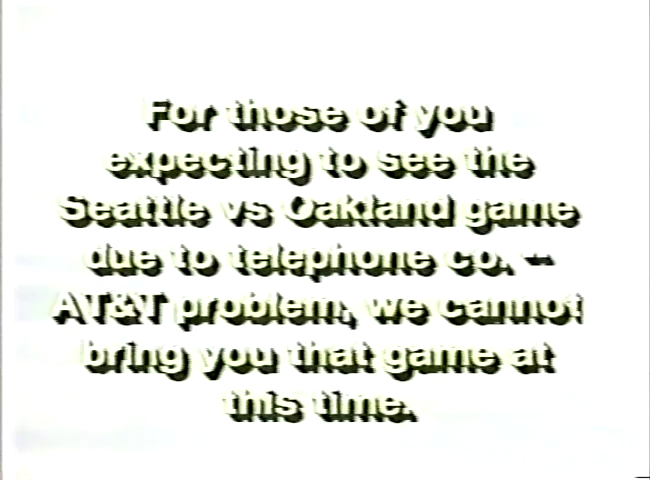 For those of you
expecting to see the
Seattle vs Oakland game
due to telephone co. --
AT&T problem, we cannot
bring you that game at
this time.